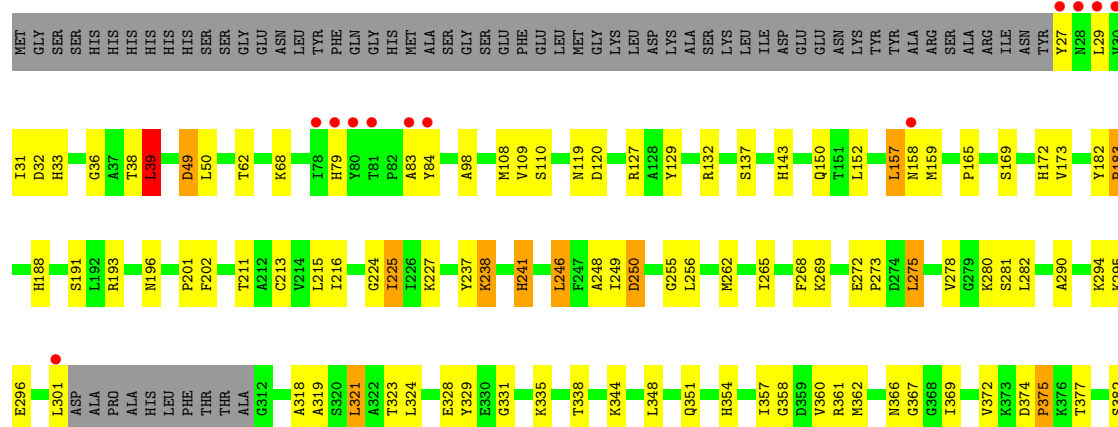 MET GLY SER SER HIS HIS HIS HIS HIS HIS SER SER GLY GLU ASN LEU TYR PHE GLN GLY HIS MET ALA SER GLY SER GLU MET GLU PHE GLU LEU MET GLY LYS LEU ASP LYS ALA SER LYS LEU ILE ASP GLU GLU GLN ASN LYS TYR TYR ALA ARG SER ALA ARG ILE ASN TYR Y27 N28 L29 V30
I31 D32 H33 G36 A37 T38 L39 D49 L50 T62 K68 I78 H79 Y80 T81 P82 A83 Y84 A98 M108 V109 S110 N119 D120 R127 A128 Y129 R132 S137 H143 Q150 T151 L152 L157 N158 M159 P165 S169 H172 V173 Y182
H188 S191 L192 R193 N196 P201 F202 T211 A212 C213 V214 L215 I216 G224 I225 I226 K227 Y237 K238 H241 L246 F247 A248 I249 D250 G255 L256 M262 I265 F268 K269 E272 P273 D274 L275 V278 G279 K280 S281 L282 A290 K294 K295
E296 L301 ASP ALA PRO ALA HIS LEU PHE THR THR ALA G312 A318 A319 S320 L321 A322 T323 L324 E328 Y329 E330 G331 K335 T338 K344 L348 Q351 H354 I357 G358 D359 V360 R361 M362 N366 G367 G368 I369 V372 K373 D374 P375 K376 T377